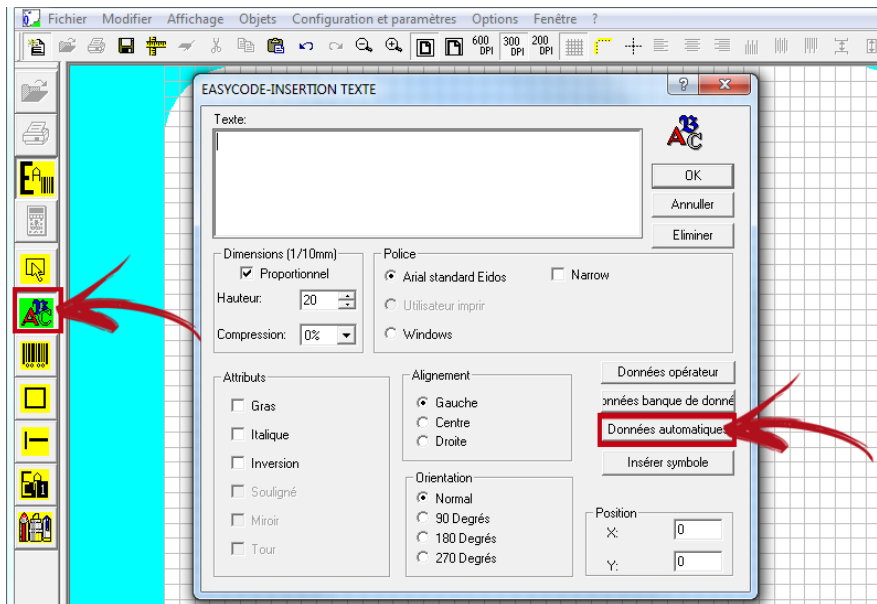 Fichier Modifier Affichage Objets Configuration et paramètres Options Fenêtre ?
600 DPI 300 DPI 200 DPI
EASYCODE-INSERTION TEXTE
Texte:
ABC
OK
Annuller
Eliminer
Dimensions (1/10mm)
Proportionnel
Hauteur: 20
Compression: 0%
Police
Arial standard Eidos Narrow
Utilisateur imprir
Windows
Attributs
Gras
Italique
Inversion
Souligné
Miroir
Tour
Alignement
Gauche
Centre
Droite
Orientation
Normal
90 Degrés
180 Degrés
270 Degrés
Données opérateur
onnées banque de donné
Données automatique
Insérer symbole
Position
X: 0
Y: 0